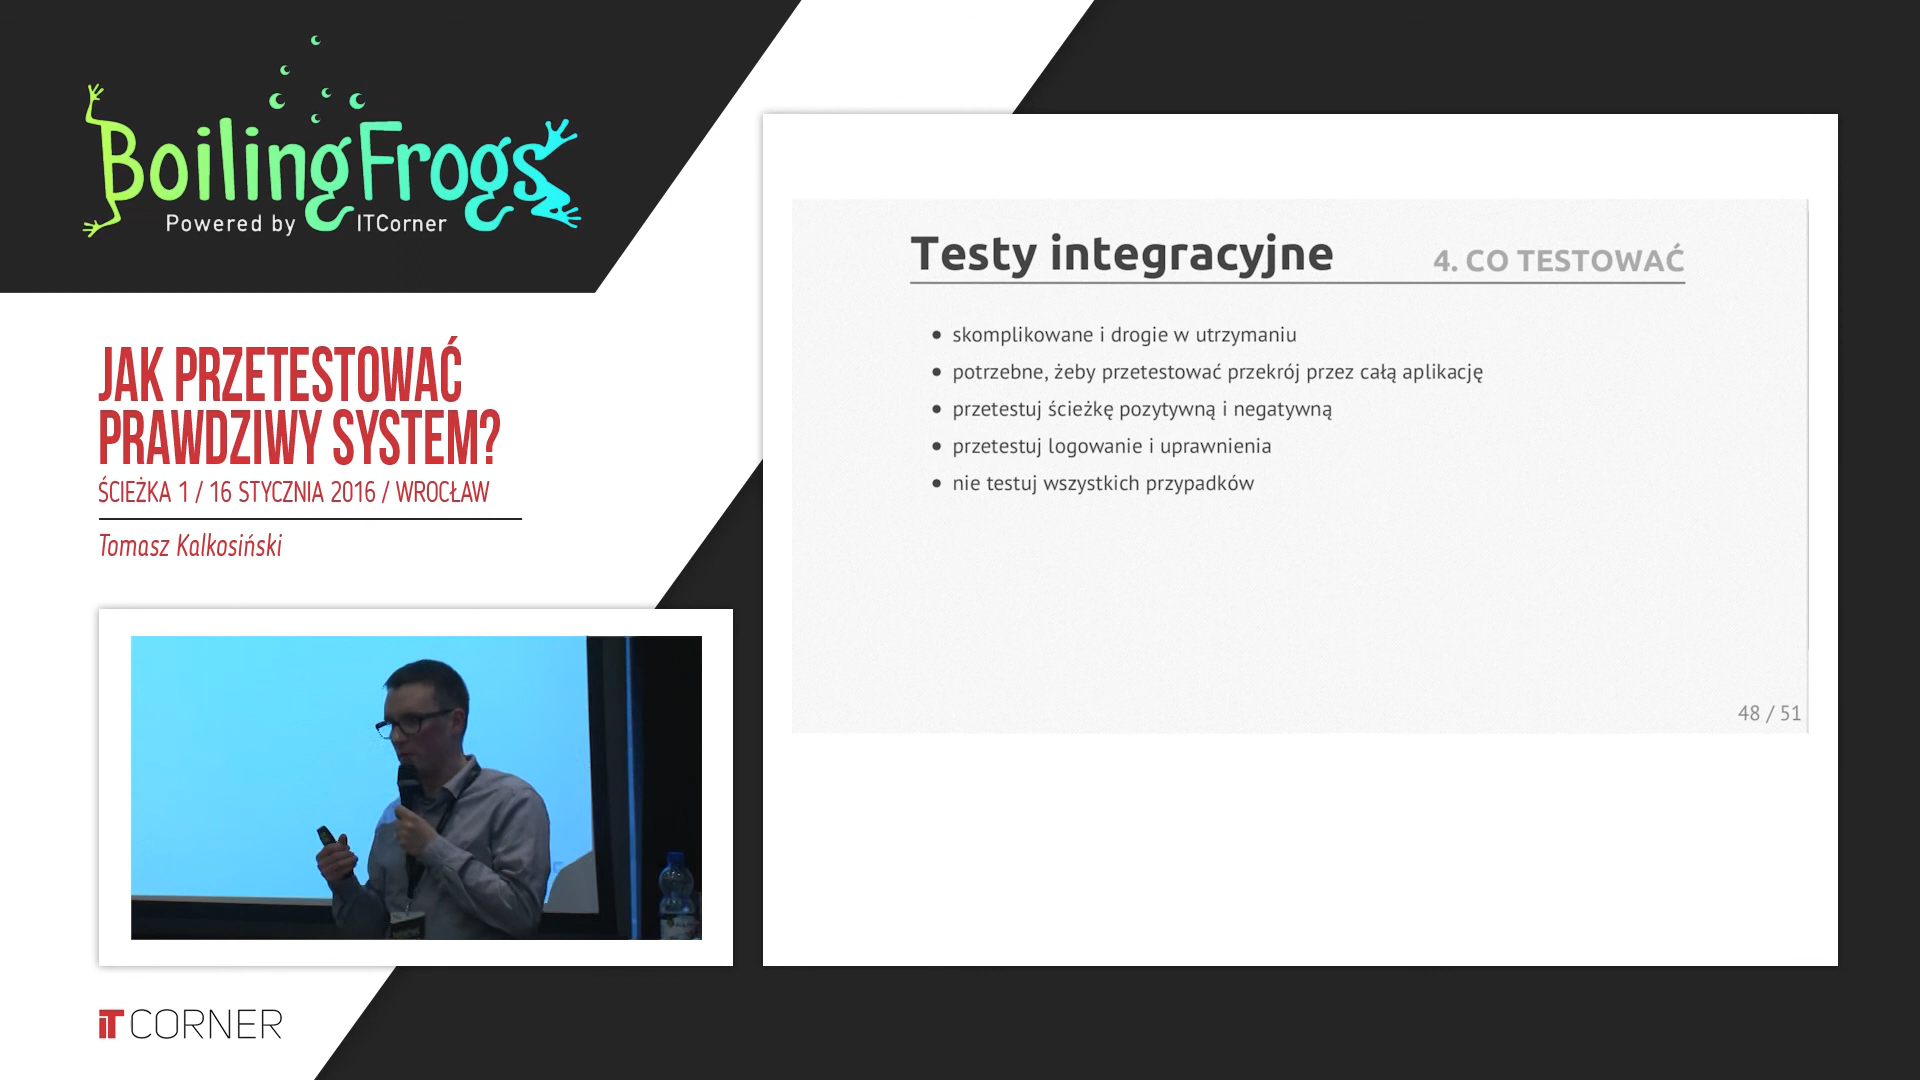 BoilingFrogs
Powered by ITCorner
JAK PRZETESTOWAĆ
PRAWDZIWY SYSTEM?
ŚCIEŻKA 1 / 16 STYCZNIA 2016 / WROCŁAW
Tomasz Kalkosiński
iT CORNER
Testy integracyjne
4. CO TESTOWAĆ
• skomplikowane i drogie w utrzymaniu
• potrzebne, żeby przetestować przekrój przez całą aplikację
• przetestuj ścieżkę pozytywną i negatywną
• przetestuj logowanie i uprawnienia
• nie testuj wszystkich przypadków
48 / 51